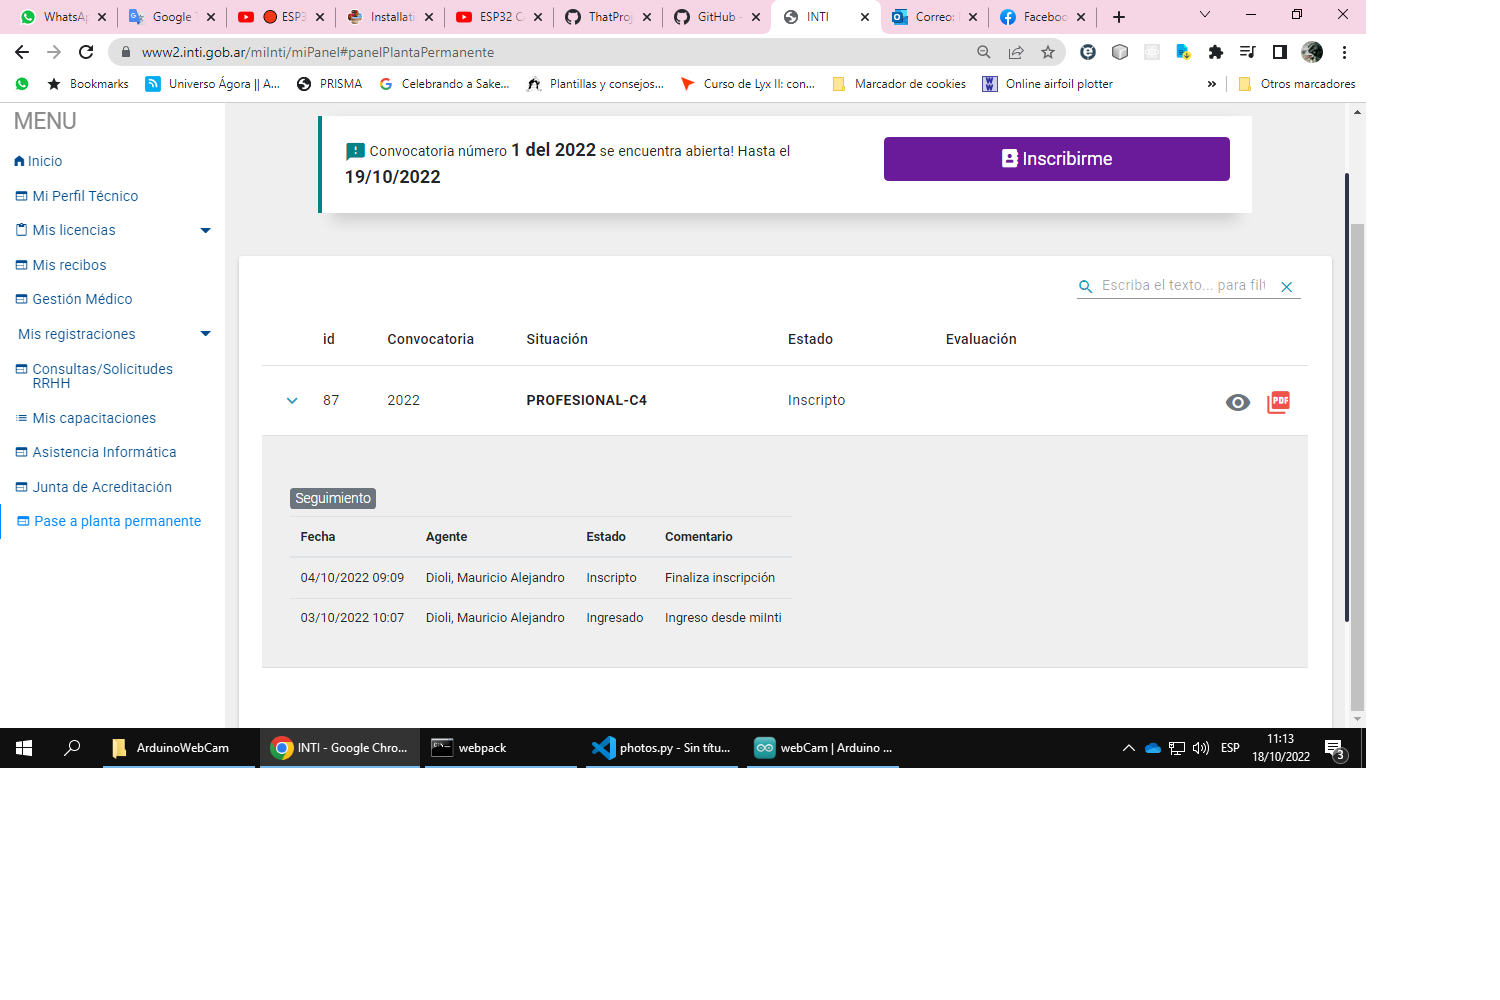 WhatsAp
Google T
ESP3
Installati
ESP32 C
ThatProj
GitHub -
INTI
Correo:
Faceboo
www2.inti.gob.ar/miInti/miPanel#panelPlantaPermanente
Bookmarks
Universo Ágora || A...
PRISMA
Celebrando a Sake...
Plantillas y consejos...
Curso de Lyx II: con...
Marcador de cookies
Online airfoil plotter
»
Otros marcadores
MENU
Inicio
Mi Perfil Técnico
Mis licencias
Mis recibos
Gestión Médico
Mis registraciones
Consultas/Solicitudes
RRHH
Mis capacitaciones
Asistencia Informática
Junta de Acreditación
Pase a planta permanente
Convocatoria número 1 del 2022 se encuentra abierta! Hasta el
19/10/2022
Inscribirme
Escriba el texto... para filt
id Convocatoria Situación Estado Evaluación
87 2022 PROFESIONAL-C4 Inscripto
PDF
Seguimiento
Fecha Agente Estado Comentario
04/10/2022 09:09 Dioli, Mauricio Alejandro Inscripto Finaliza inscripción
03/10/2022 10:07 Dioli, Mauricio Alejandro Ingresado Ingreso desde miInti
ArduinoWebCam
INTI - Google Chro...
webpack
photos.py - Sin títu...
webCam | Arduino ...
ESP
11:13
18/10/2022
3